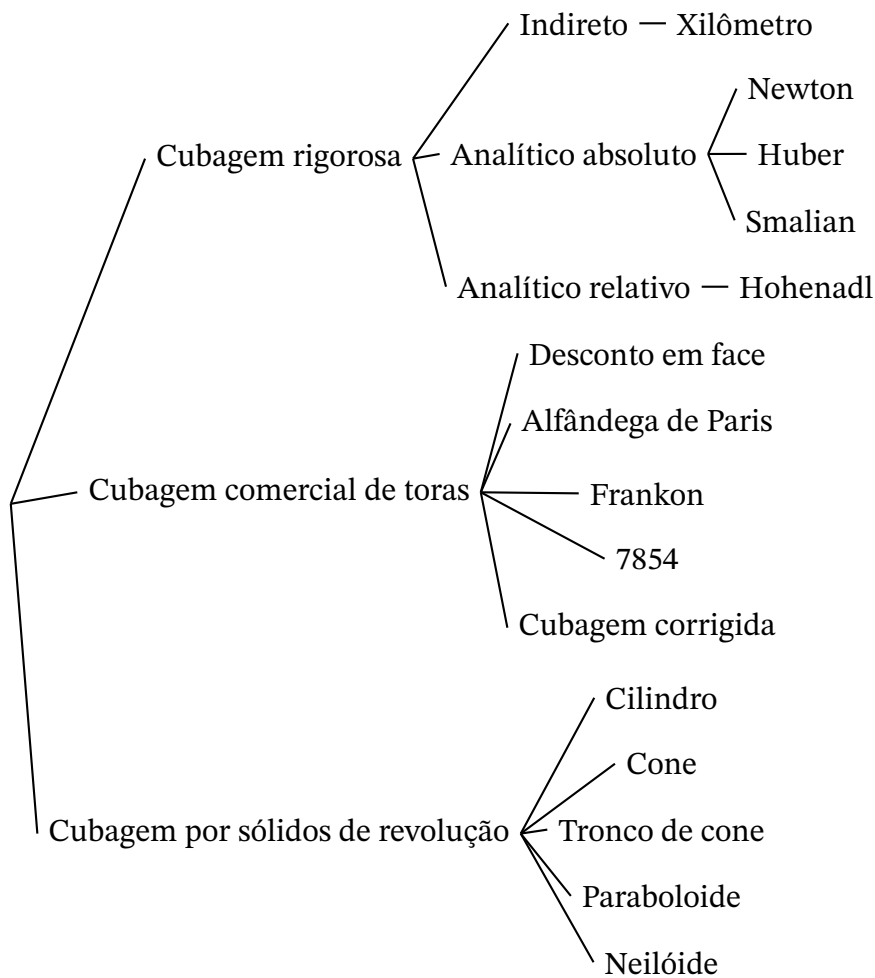 Indireto — Xilômetro
Newton
Cubagem rigorosa
Analítico absoluto
Huber
Smalian
Analítico relativo — Hohenadl
Desconto em face
Alfândega de Paris
Cubagem comercial de toras
Frankon
7854
Cubagem corrigida
Cilindro
Cone
Cubagem por sólidos de revolução
Tronco de cone
Paraboloide
Neilóide